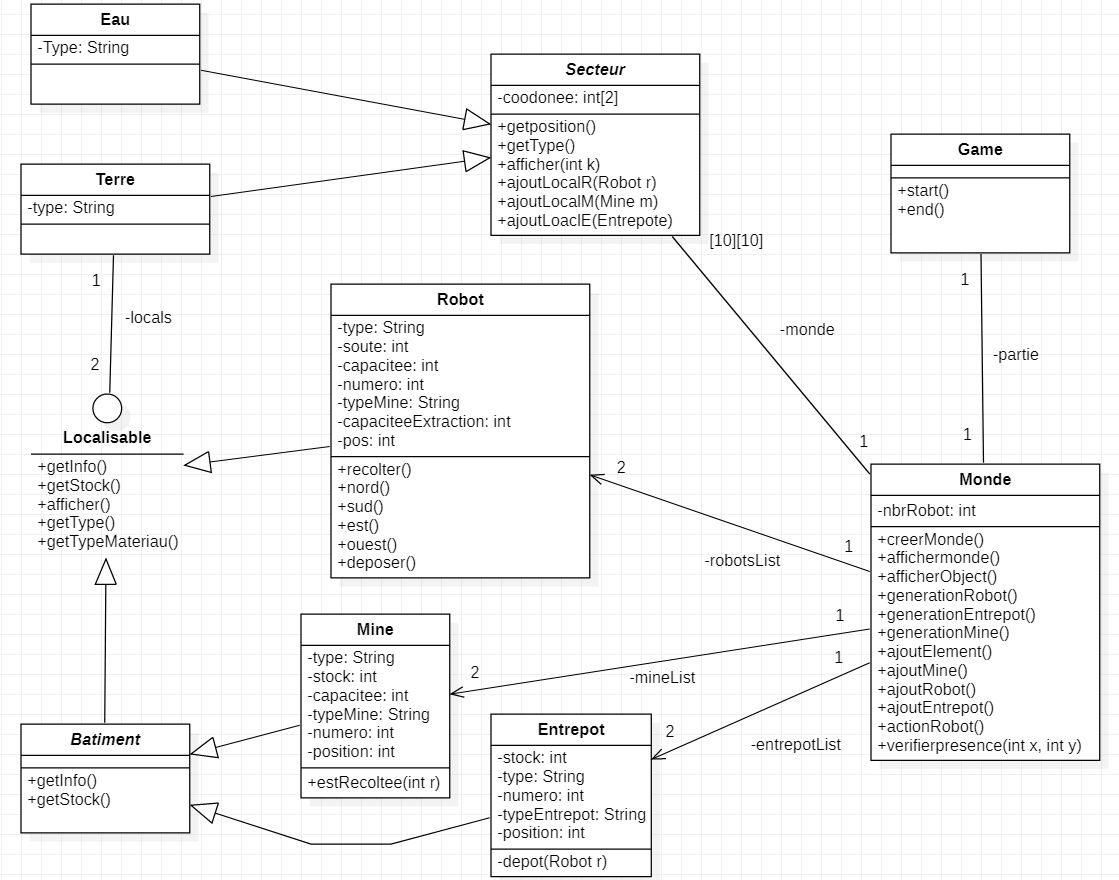 Eau
-Type: String
Secteur
-coodonee: int[2]
+getposition()
+getType()
+afficher(int k)
+ajoutLocalR(Robot r)
+ajoutLocalM(Mine m)
+ajoutLoaclE(Entrepote)
Game
+start()
+end()
Terre
-type: String
[10][10]
1
-locals
2
1
-partie
1
-monde
1
Robot
-type: String
-soute: int
-capacitee: int
-numero: int
-typeMine: String
-capaciteeExtraction: int
-pos: int
+recolter()
+nord()
+sud()
+est()
+ouest()
+deposer()
Localisable
+getInfo()
+getStock()
+afficher()
+getType()
+getTypeMateriau()
2
-robotsList
1
Monde
-nbrRobot: int
+creerMonde()
+affichermonde()
+afficherObject()
+generationRobot()
+generationEntrepot()
+generationMine()
+ajoutElement()
+ajoutMine()
+ajoutRobot()
+ajoutEntrepot()
+actionRobot()
+verifierpresence(int x, int y)
1
2
-mineList
1
2
-entrepotList
Mine
-type: String
-stock: int
-capacitee: int
-typeMine: String
-numero: int
-position: int
+estRecoltee(int r)
Entrepot
-stock: int
-type: String
-numero: int
-typeEntrepot: String
-position: int
-depot(Robot r)
Batiment
+getInfo()
+getStock()